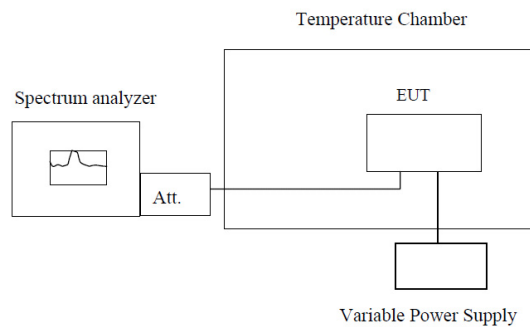 Temperature Chamber
Spectrum analyzer
EUT
Att.
Variable Power Supply